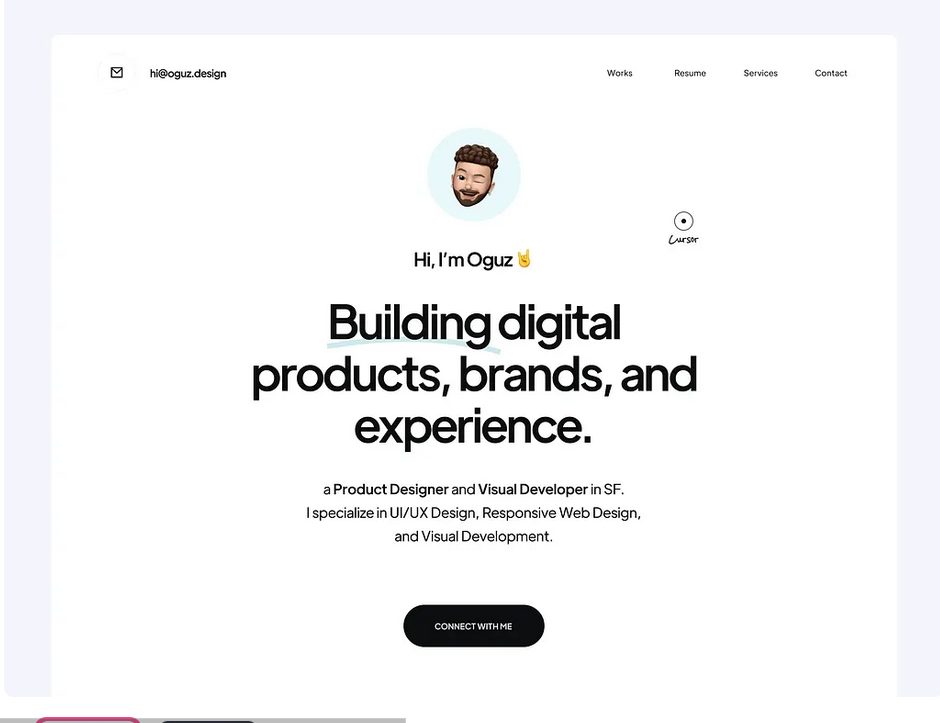 hi@oguz.design
Works
Resume
Services
Contact
Cursor
Hi, I'm Oguz 🤘
Building digital
products, brands, and
experience.
a Product Designer and Visual Developer in SF.
I specialize in UI/UX Design, Responsive Web Design,
and Visual Development.
CONNECT WITH ME